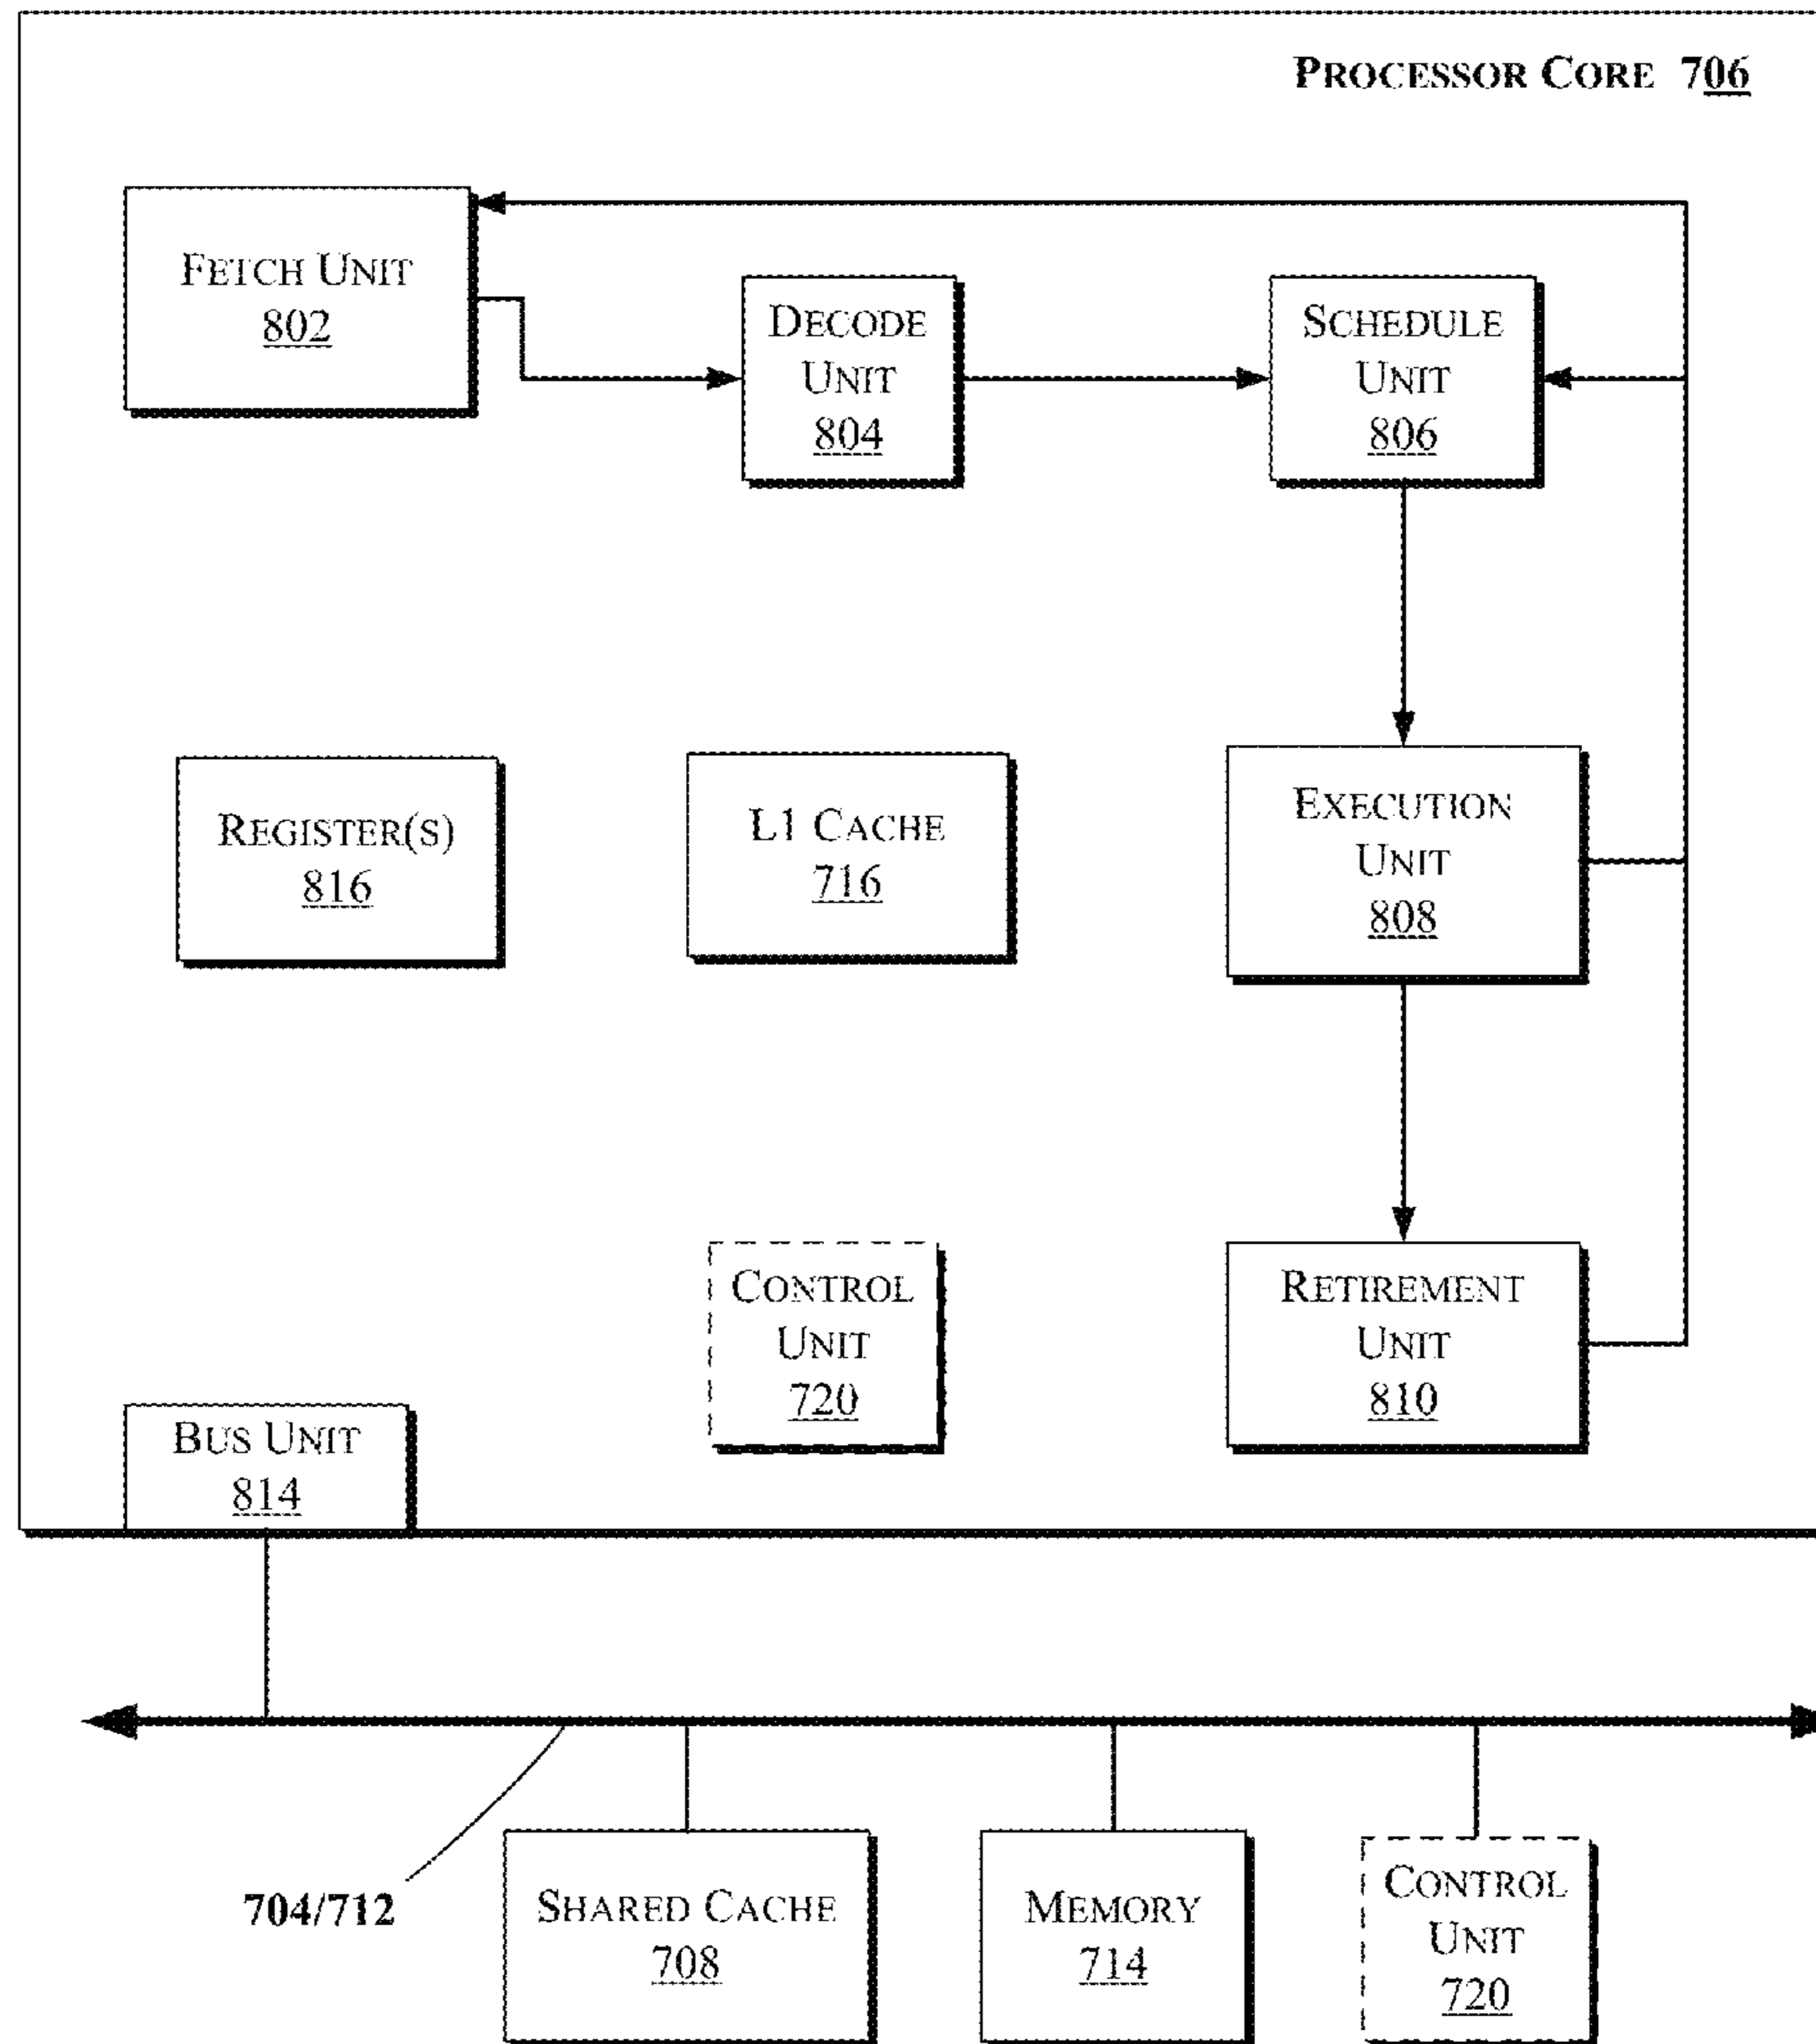 PROCESSOR CORE 706
FETCH UNIT
802
DECODE
UNIT
804
SCHEDULE
UNIT
806
REGISTER(S)
816
L1 CACHE
716
EXECUTION
UNIT
808
CONTROL
UNIT
720
RETIREMENT
UNIT
810
BUS UNIT
814
704/712
SHARED CACHE
708
MEMORY
714
CONTROL
UNIT
720